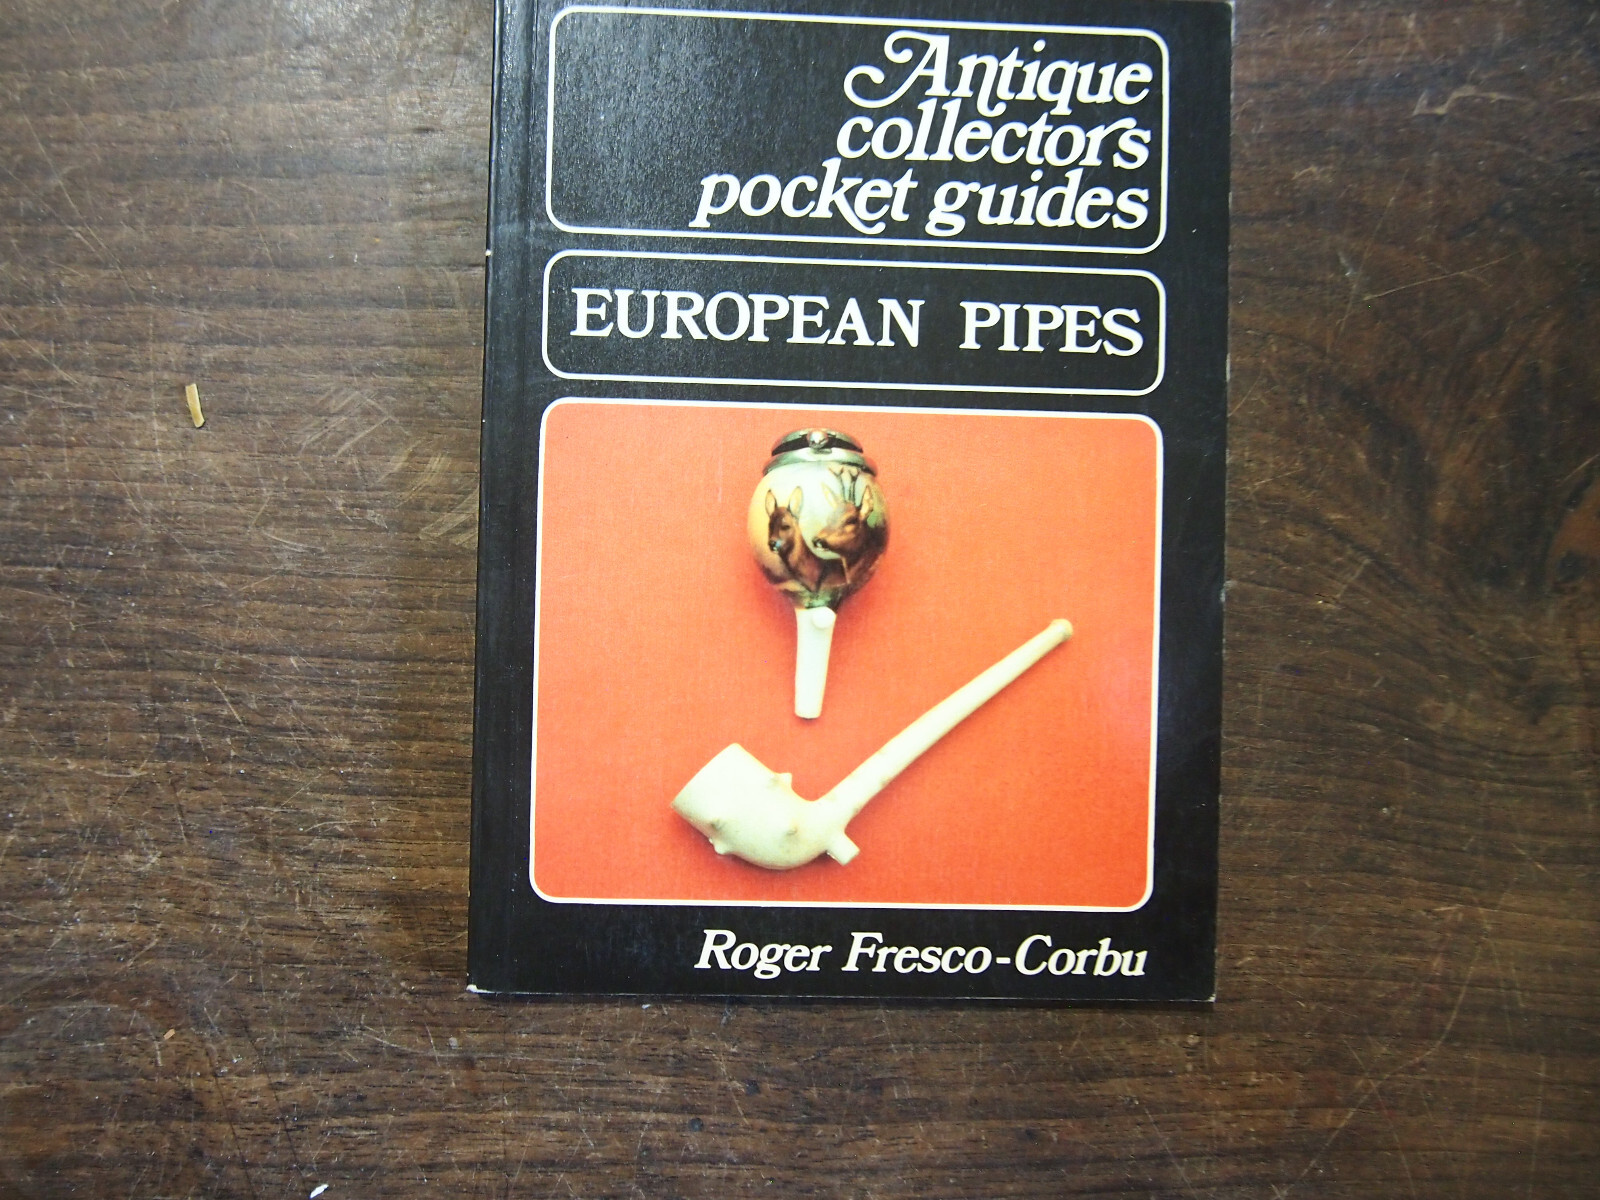 Antique
collectors
pocket guides
EUROPEAN PIPES
Roger Fresco-Corbu